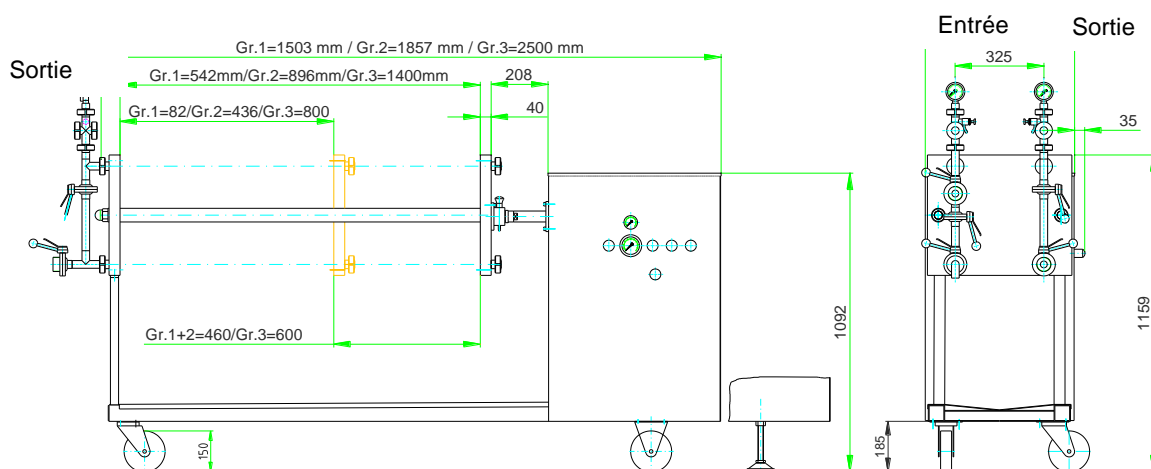 Entrée
Sortie
Gr.1=1503 mm / Gr.2=1857 mm / Gr.3=2500 mm
325
Sortie
Gr.1=542mm/Gr.2=896mm/Gr.3=1400mm
208
Gr.1=82/Gr.2=436/Gr.3=800
40
35
1092
1159
Gr.1+2=460/Gr.3=600
150
185